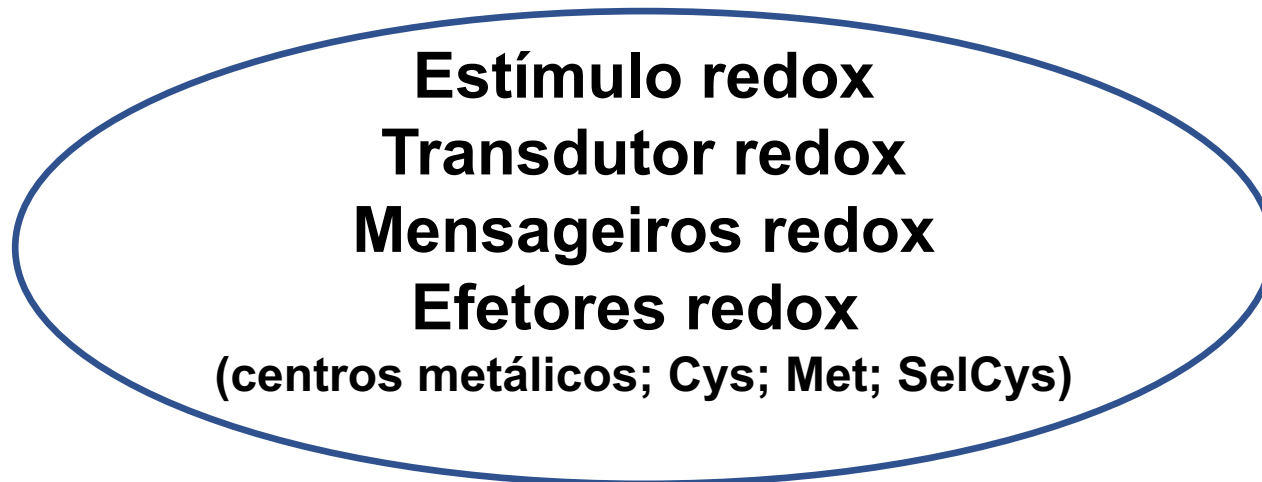 Estímulo redox
Transdutor redox
Mensageiros redox
Efetores redox
(centros metálicos; Cys; Met; SelCys)